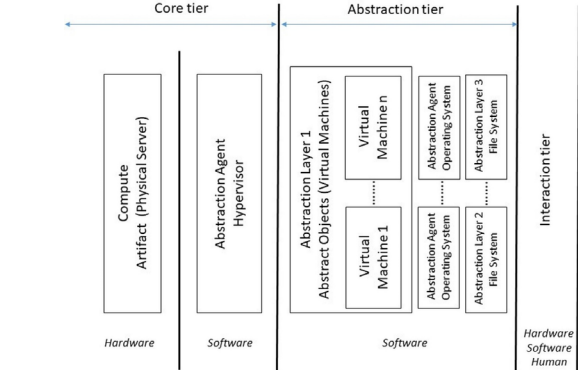 Core tier
Abstraction tier
Compute
Artifact (Physical Server)
Abstraction Agent
Hypervisor
Abstraction Layer 1
Abstract Objects (Virtual Machines)
Virtual
Machine n
Virtual
Machine 1
Abstraction Agent
Operating System
Abstraction Agent
Operating System
Abstraction Layer 3
File System
Abstraction Layer 2
File System
Interaction tier
Hardware
Software
Software
Hardware
Software
Human